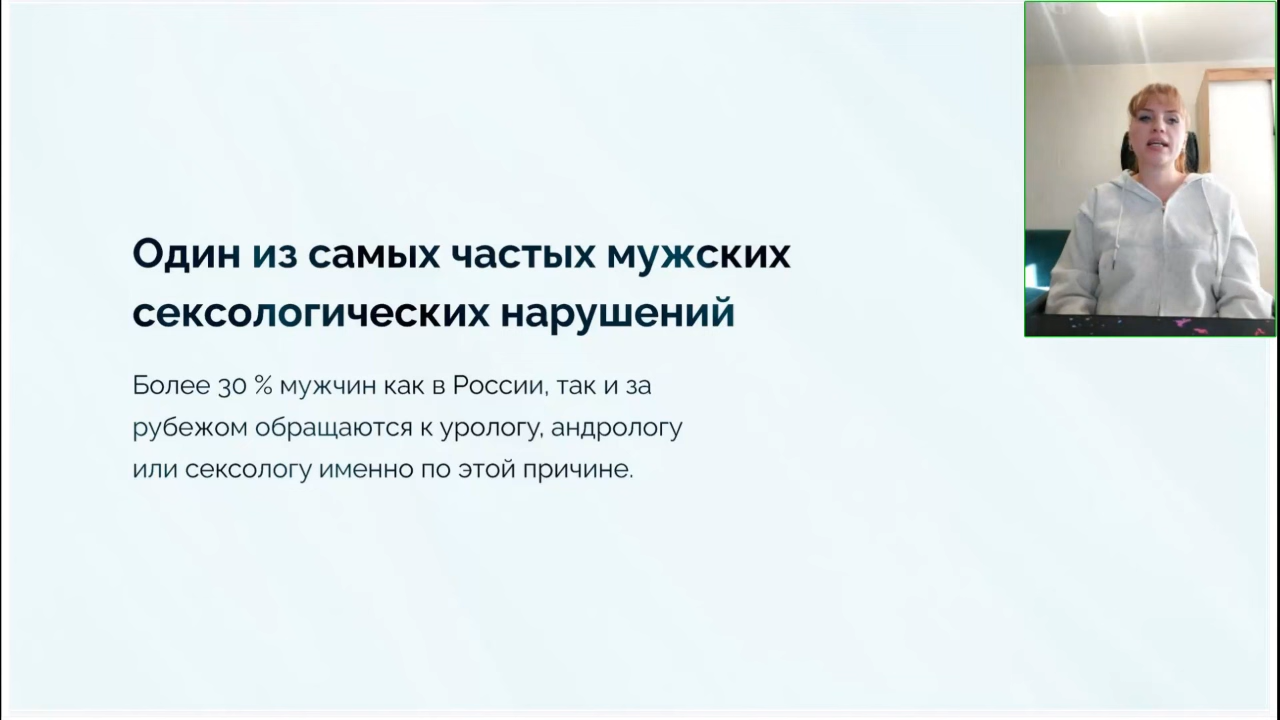 Один из самых частых мужских
сексологических нарушений
Более 30 % мужчин как в России, так и за
рубежом обращаются к урологу, андрологу
или сексологу именно по этой причине.